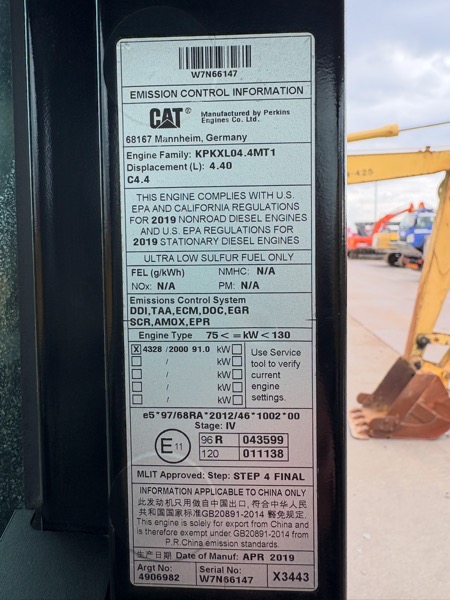 W7N66147
EMISSION CONTROL INFORMATION
CAT Manufactured by Perkins
Engines Co. Ltd.
68167 Mannheim, Germany
Engine Family: KPKXL04.4MT1
Displacement (L): 4.40
C4.4
THIS ENGINE COMPLIES WITH U.S.
EPA AND CALIFORNIA REGULATIONS
FOR 2019 NONROAD DIESEL ENGINES
AND U.S. EPA REGULATIONS FOR
2019 STATIONARY DIESEL ENGINES
ULTRA LOW SULFUR FUEL ONLY
FEL (g/kWh) NMHC: N/A
NOx: N/A PM: N/A
Emissions Control System
DDI,TAA,ECM,DOC,EGR
SCR,AMOX,EPR
Engine Type 75 <=kW<130
X 4328 /2000 91.0 kW
/ kW
/ kW
/ kW
/ kW
Use Service
tool to verify
current
engine
settings.
e5*97/68RA*2012/46*1002*00
Stage: IV
E 11
96 R 043599
120 011138
MLIT Approved: Step: STEP 4 FINAL
INFORMATION APPLICABLE TO CHINA ONLY
此发动机只用做自中国出口,符合中华人民
共和国国家标准GB20891-2014 豁免规定.
This engine is solely for export from China and
is therefore exempt under GB20891-2014 from
P.R.China emission standards.
生产日期 Date of Manuf: APR 2019
Argt No: 4906982
Serial No: W7N66147
X3443
-425